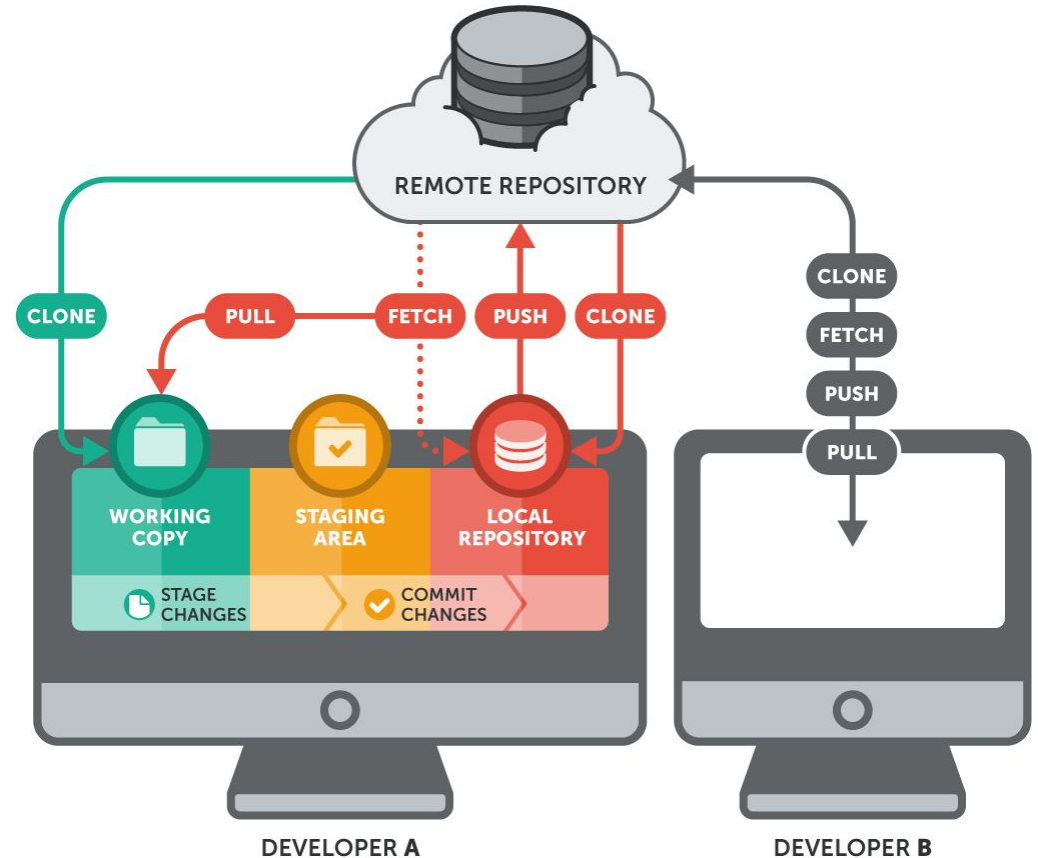 REMOTE REPOSITORY
CLONE
PULL
FETCH
PUSH
CLONE
WORKING
COPY
STAGING
AREA
LOCAL
REPOSITORY
STAGE
CHANGES
COMMIT
CHANGES
DEVELOPER A
CLONE
FETCH
PUSH
PULL
DEVELOPER B